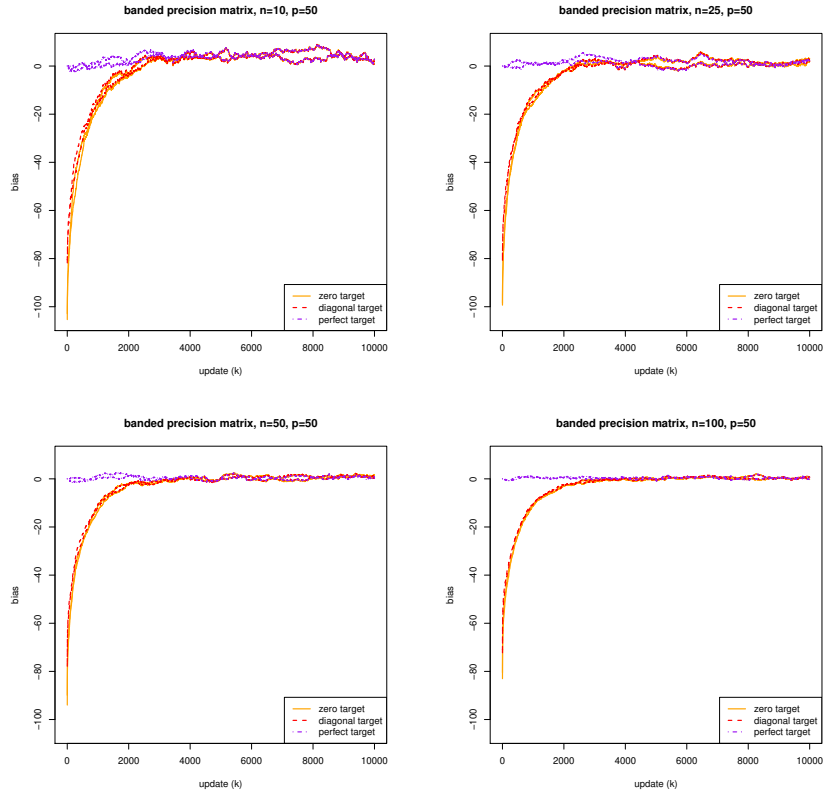 banded precision matrix, n=10, p=50
bias
0
−20
−40
−60
−80
−100
0 2000 4000 6000 8000 10000
update (k)
zero target
diagonal target
perfect target
banded precision matrix, n=25, p=50
bias
0
−20
−40
−60
−80
−100
0 2000 4000 6000 8000 10000
update (k)
zero target
diagonal target
perfect target
banded precision matrix, n=50, p=50
bias
0
−20
−40
−60
−80
−100
0 2000 4000 6000 8000 10000
update (k)
zero target
diagonal target
perfect target
banded precision matrix, n=100, p=50
bias
0
−20
−40
−60
−80
−100
0 2000 4000 6000 8000 10000
update (k)
zero target
diagonal target
perfect target